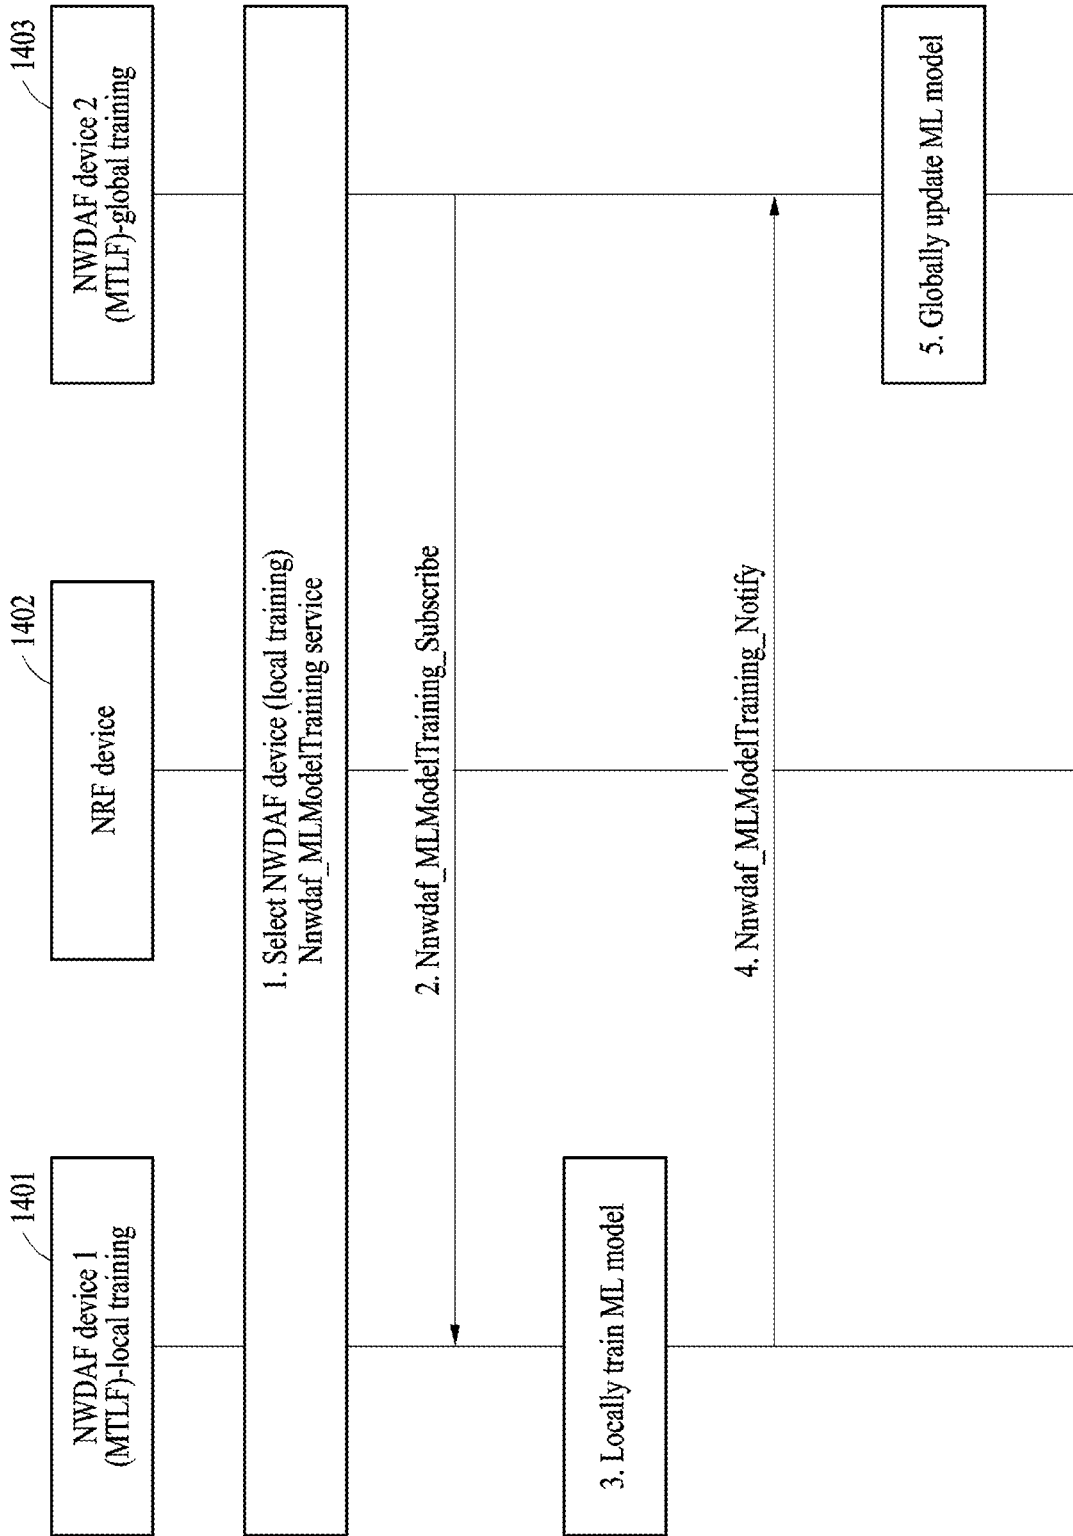 1401
NWDAF device 1
(MTLF)-local training
1402
NRF device
1403
NWDAF device 2
(MTLF)-global training
1. Select NWDAF device (local training)
Nnwdaf_MLModelTraining service
2. Nnwdaf_MLModelTraining_Subscribe
3. Locally train ML model
4. Nnwdaf_MLModelTraining_Notify
5. Globally update ML model